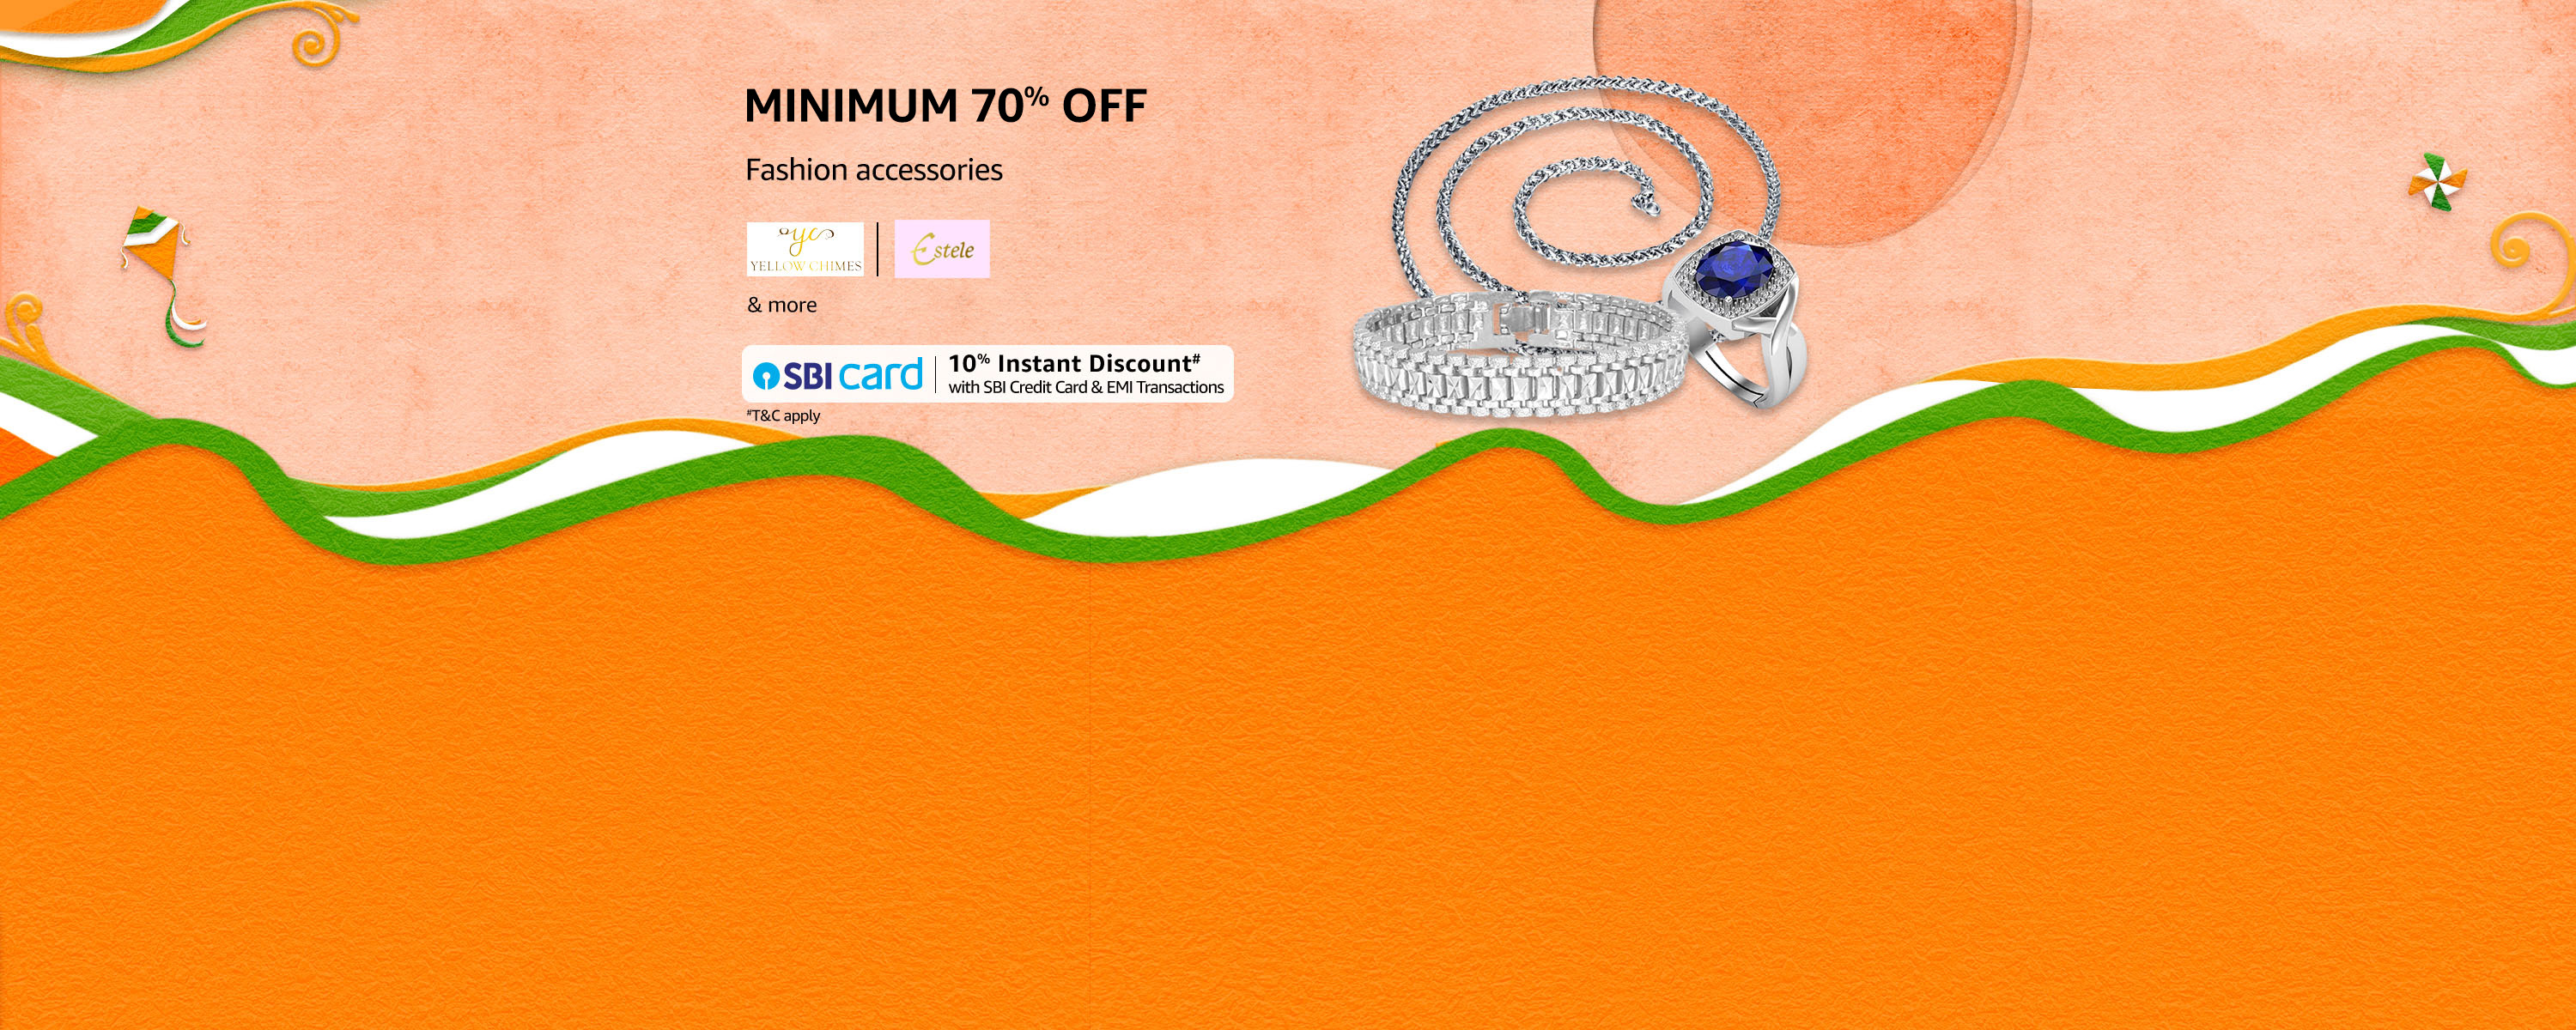 MINIMUM 70% OFF
Fashion accessories
yc
YELLOW CHIMES
Estele
& more
SBI card
10% Instant Discount#
with SBI Credit Card & EMI Transactions
#T&C apply